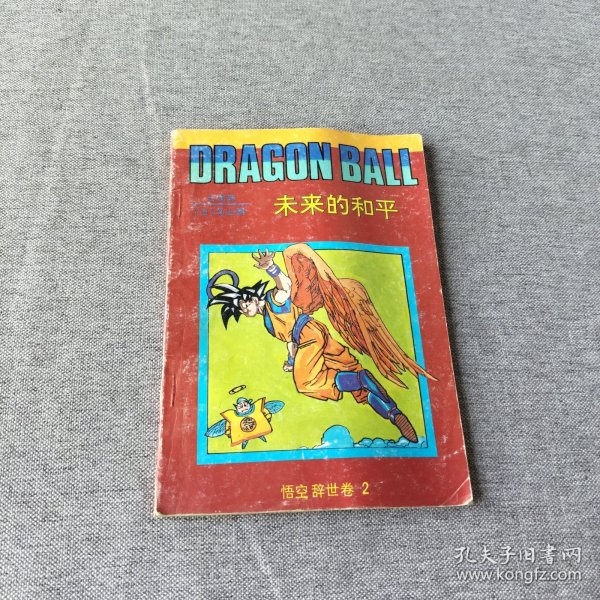 DRAGON BALL
未来的和平
悟空辞世卷 2
孔夫子旧书网
www.kongfz.com